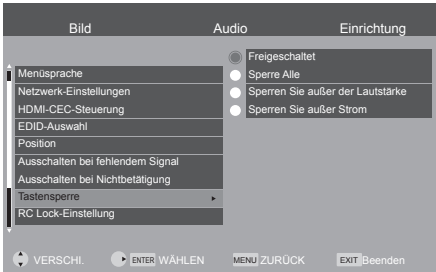 Bild Audio Einrichtung
Menüsprache
Netzwerk-Einstellungen
HDMI-CEC-Steuerung
EDID-Auswahl
Position
Ausschalten bei fehlendem Signal
Ausschalten bei Nichtbetätigung
Tastensperre
RC Lock-Einstellung
Freigeschaltet
Sperre Alle
Sperren Sie außer der Lautstärke
Sperren Sie außer Strom
VERSCHI. ENTER WÄHLEN MENU ZURÜCK EXIT Beenden